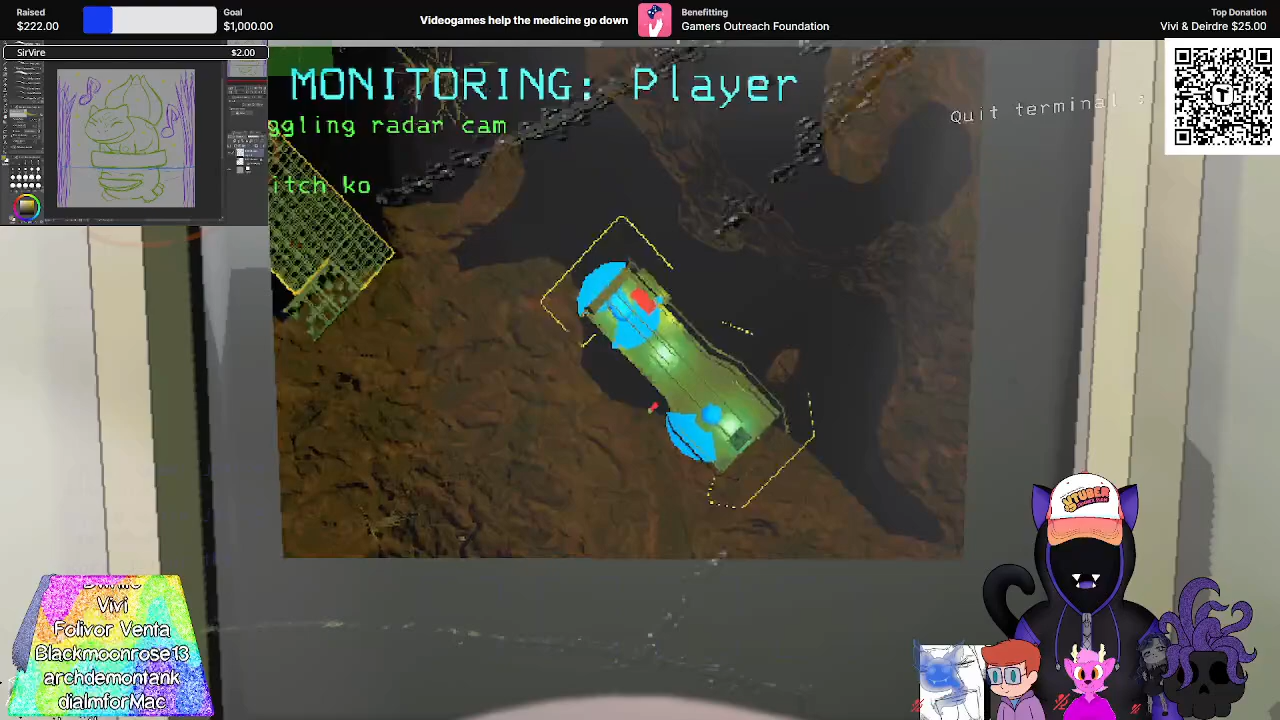 Raised
$222.00
Goal
$1,000.00
Videogames help the medicine go down
Benefitting
Gamers Outreach Foundation
Top Donation
Vivi & Deirdre $25.00
SirVire
$2.00
MONITORING: Player
ggling radar cam
itch ko
Quit terminal :
VTUBER
Vivi
Folivor Venta
Blackmoonrose13
archdemontank
dialmforMac